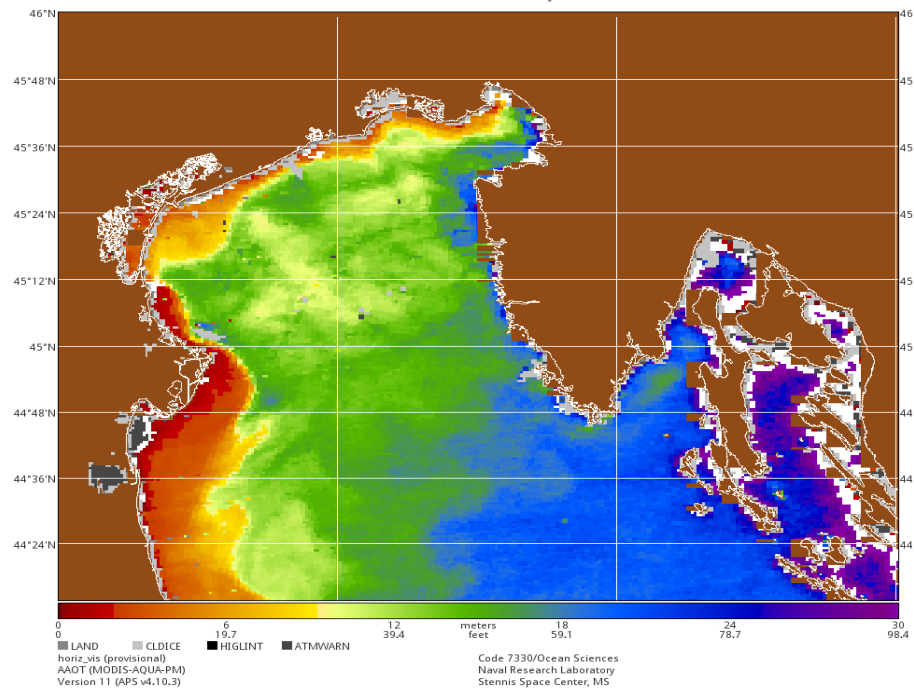 46°N 46
45°48'N 45
45°36'N 45
45°24'N 45
45°12'N 45
45°N 45
44°48'N 44
44°36'N 44
44°24'N 44
0 6 12 meters 18 24 30
0 19.7 39.4 feet 59.1 78.7 98.4
LAND CLDICE HIGLINT ATMWARN
horiz_vis (provisional) Code 7330/Ocean Sciences
AAOT (MODIS-AQUA-PM) Naval Research Laboratory
Version 11 (APS v4.10.3) Stennis Space Center, MS